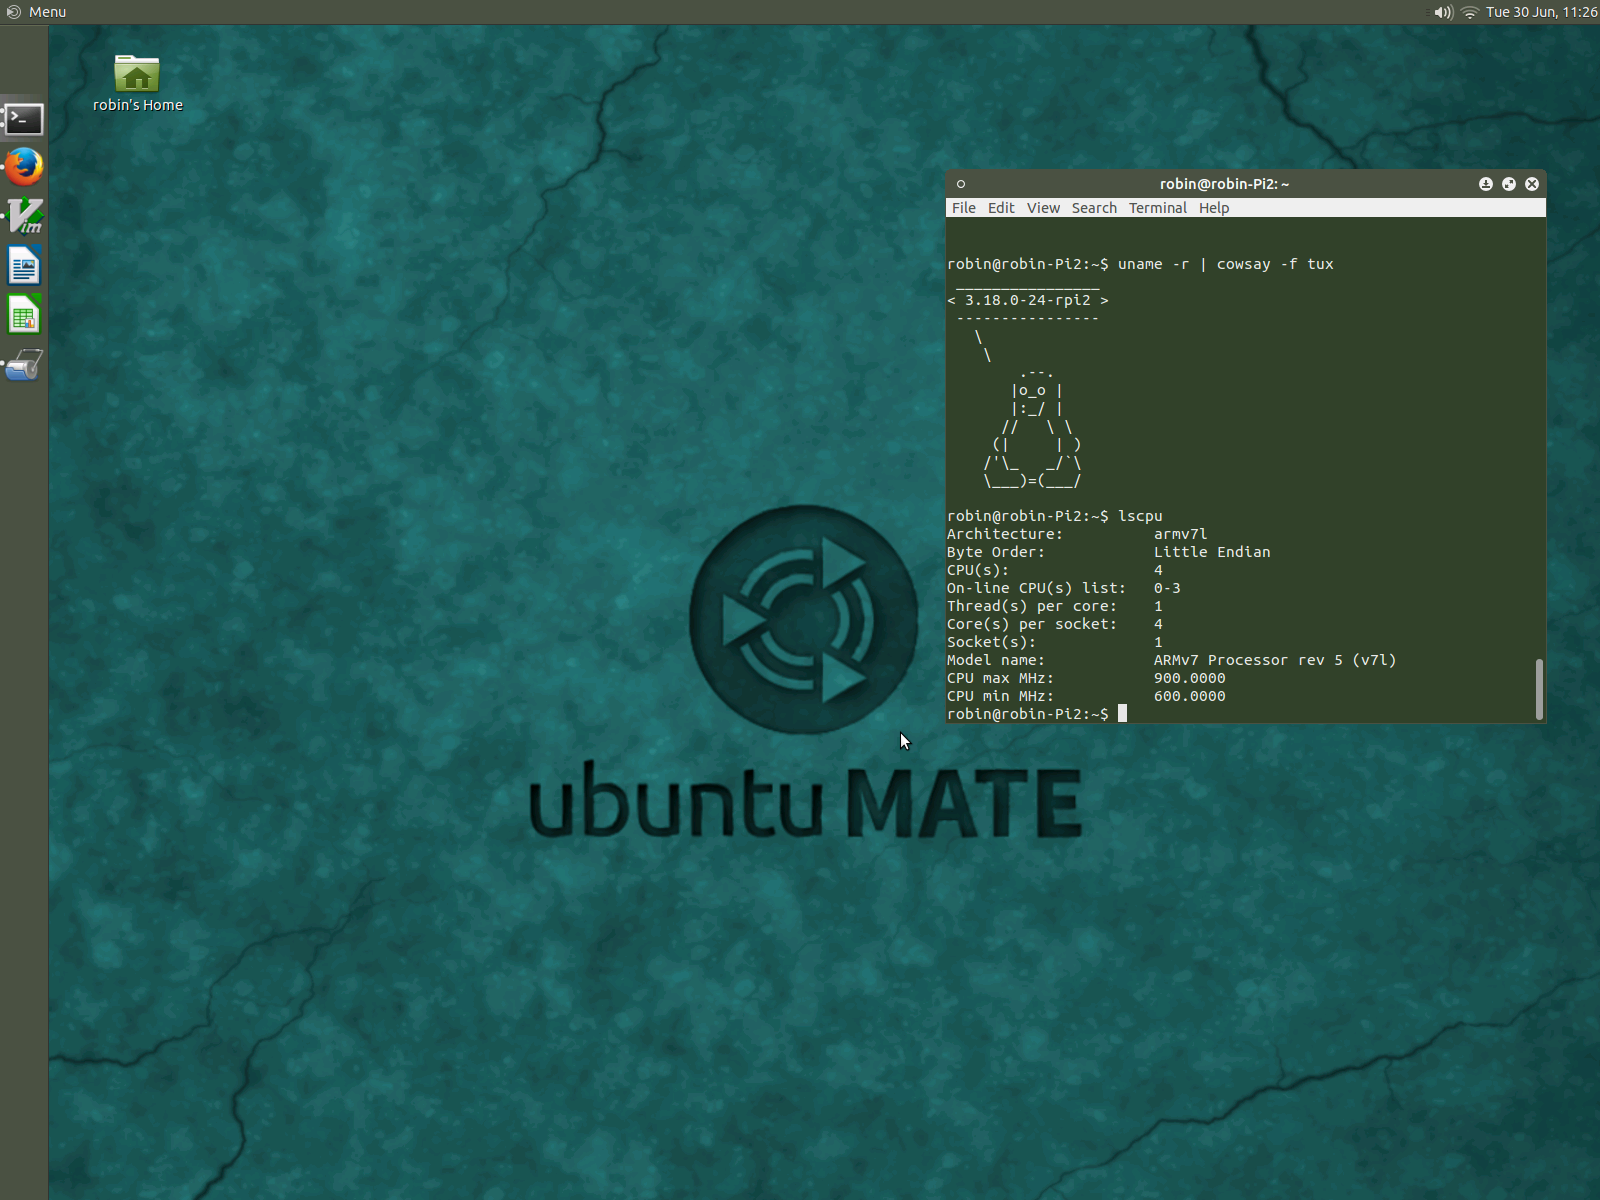 Menu
Tue 30 Jun, 11:26
robin's Home
Vim
robin@robin-Pi2: ~
File Edit View Search Terminal Help
robin@robin-Pi2:~$ uname -r | cowsay -f tux
 ________________
< 3.18.0-24-rpi2 >
 ----------------
   \
    \
        .--.
       |o_o |
       |:_/ |
      //   \ \
     (|     | )
    /'\_   _/`\
    \___)=(___/
robin@robin-Pi2:~$ lscpu
Architecture:          armv7l
Byte Order:            Little Endian
CPU(s):                4
On-line CPU(s) list:   0-3
Thread(s) per core:    1
Core(s) per socket:    4
Socket(s):             1
Model name:            ARMv7 Processor rev 5 (v7l)
CPU max MHz:           900.0000
CPU min MHz:           600.0000
robin@robin-Pi2:~$
ubuntu MATE